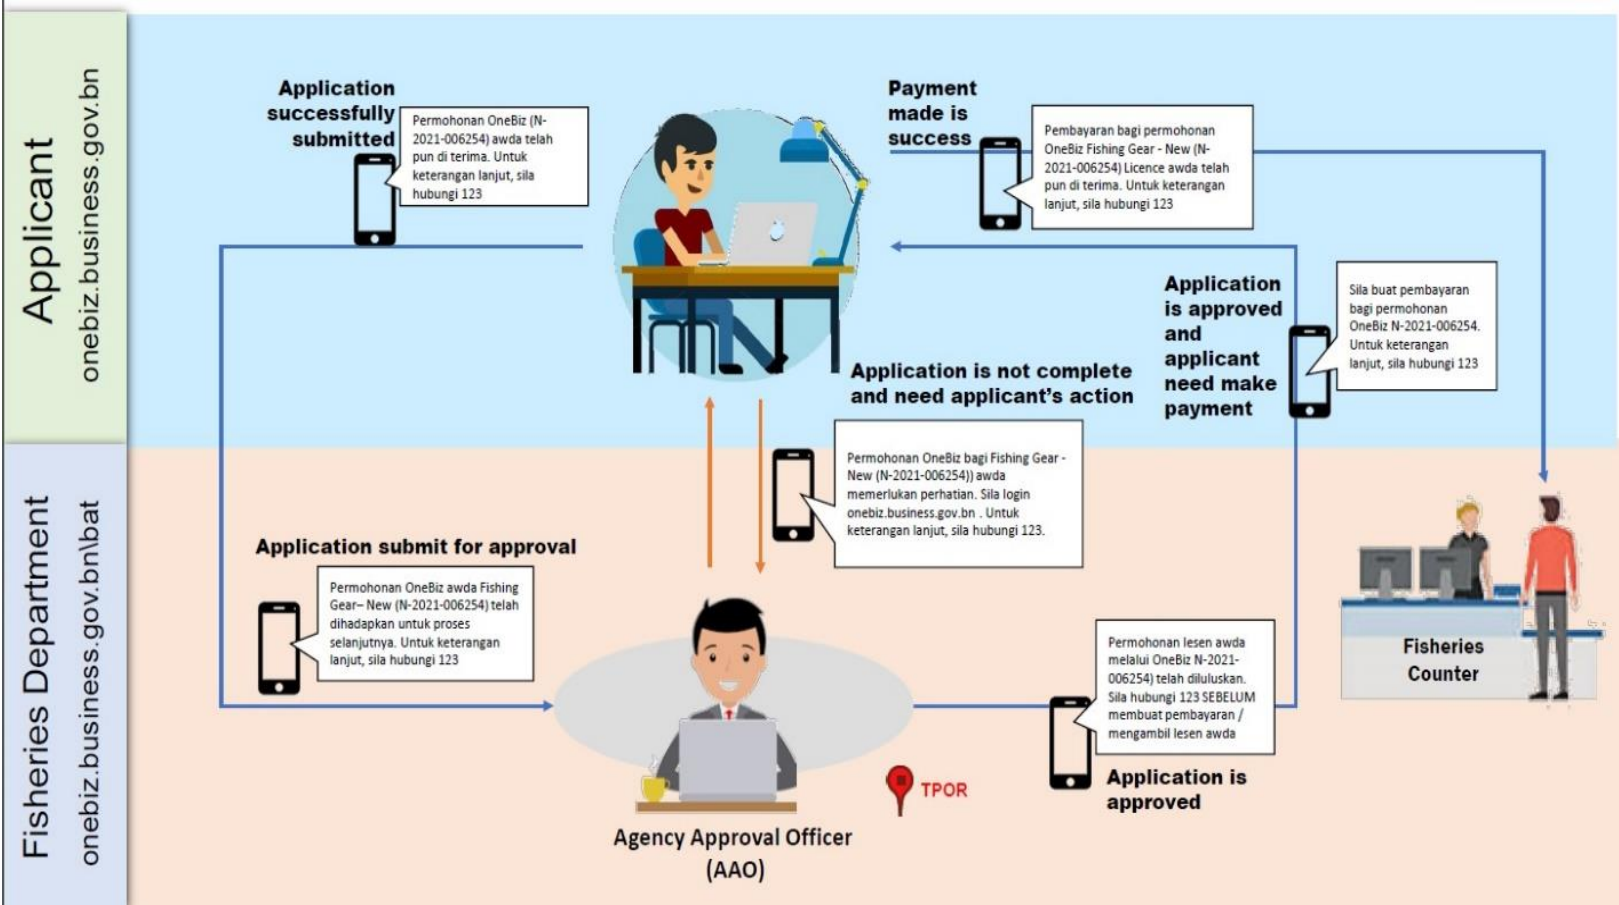 Applicant
onebiz.business.gov.bn
Application
successfully
submitted
Permohonan OneBiz (N-
2021-006254) awda telah
pun di terima. Untuk
keterangan lanjut, sila
hubungi 123
Payment
made is
success
Pembayaran bagi permohonan
OneBiz Fishing Gear - New (N-
2021-006254) Licence awda telah
pun di terima. Untuk keterangan
lanjut, sila hubungi 123
Application
is approved
and
applicant
need make
payment
Sila buat pembayaran
bagi permohonan
OneBiz N-2021-006254.
Untuk keterangan
lanjut, sila hubungi 123
Application is not complete
and need applicant's action
Permohonan OneBiz bagi Fishing Gear -
New (N-2021-006254)) awda
memerlukan perhatian. Sila login
onebiz.business.gov.bn . Untuk
keterangan lanjut, sila hubungi 123.
Fisheries Department
onebiz.business.gov.bn\bat
Application submit for approval
Permohonan OneBiz awda Fishing
Gear– New (N-2021-006254) telah
dihadapkan untuk proses
selanjutnya. Untuk keterangan
lanjut, sila hubungi 123
Permohonan lesen awda
melalui OneBiz N-2021-
006254) telah diluluskan.
Sila hubungi 123 SEBELUM
membuat pembayaran /
mengambil lesen awda
Application is
approved
Fisheries
Counter
TPOR
Agency Approval Officer
(AAO)